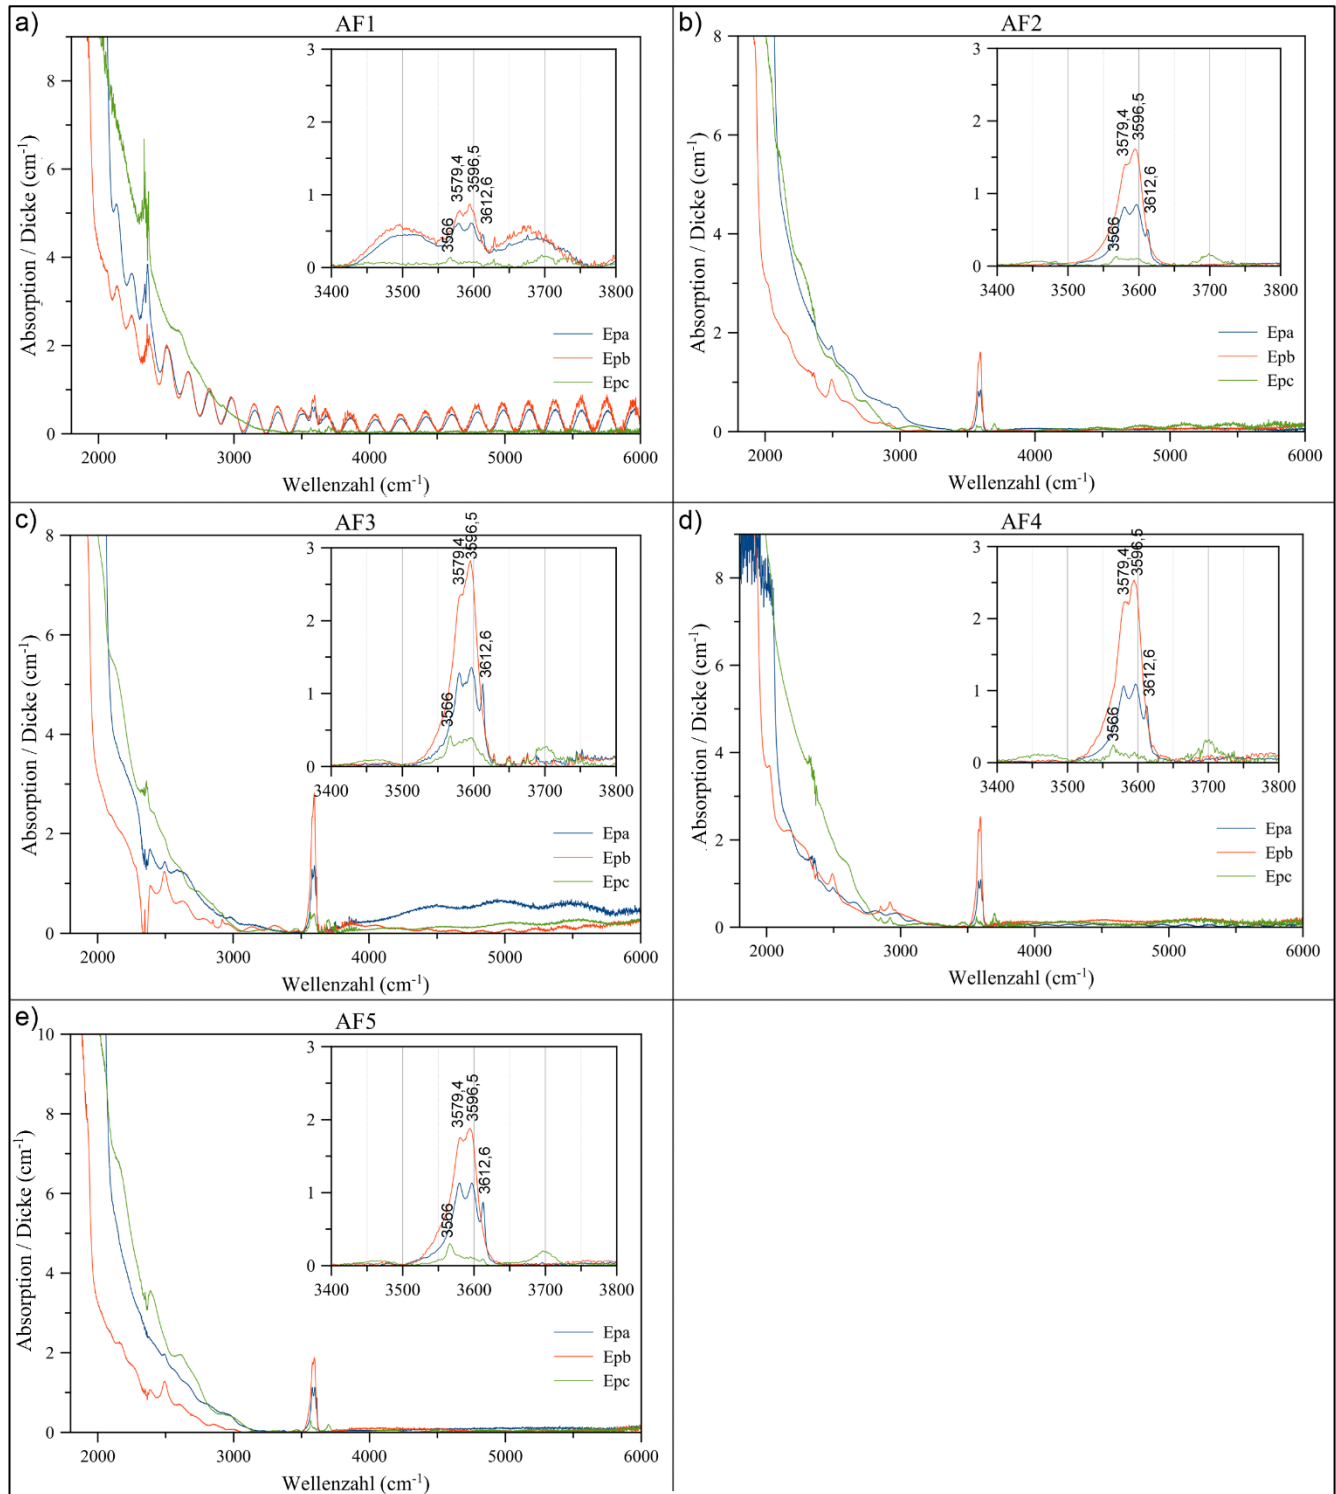 a)
AF1
Absorption / Dicke (cm-1)
8
6
4
2
0
2000 3000 4000 5000 6000
Wellenzahl (cm-1)
3
2
1
0
3400 3500 3600 3700 3800
3566
3579,4
3596,5
3612,6
Epa
Epb
Epc
b)
AF2
Absorption / Dicke (cm-1)
8
6
4
2
0
2000 3000 4000 5000 6000
Wellenzahl (cm-1)
3
2
1
0
3400 3500 3600 3700 3800
3566
3579,4
3596,5
3612,6
Epa
Epb
Epc
c)
AF3
Absorption / Dicke (cm-1)
8
6
4
2
0
2000 3000 4000 5000 6000
Wellenzahl (cm-1)
3
2
1
0
3400 3500 3600 3700 3800
3566
3579,4
3596,5
3612,6
Epa
Epb
Epc
d)
AF4
Absorption / Dicke (cm-1)
8
6
4
2
0
2000 3000 4000 5000 6000
Wellenzahl (cm-1)
3
2
1
0
3400 3500 3600 3700 3800
3566
3579,4
3596,5
3612,6
Epa
Epb
Epc
e)
AF5
Absorption / Dicke (cm-1)
10
8
6
4
2
0
2000 3000 4000 5000 6000
Wellenzahl (cm-1)
3
2
1
0
3400 3500 3600 3700 3800
3566
3579,4
3596,5
3612,6
Epa
Epb
Epc